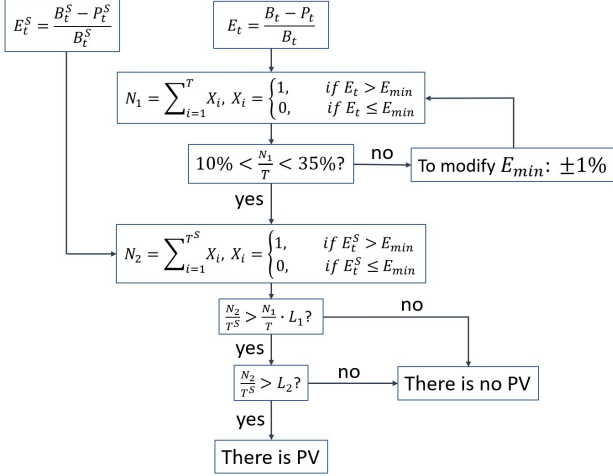 E_t^S = (B_t^S − P_t^S) / B_t^S
E_t = (B_t − P_t) / B_t
N_1 = ∑_{i=1}^{T} X_i, X_i = { 1, if E_t > E_min
0, if E_t ≤ E_min
10% < N_1/T < 35%?
no
To modify E_min: ±1%
yes
N_2 = ∑_{i=1}^{T^S} X_i, X_i = { 1, if E_t^S > E_min
0, if E_t^S ≤ E_min
N_2/T^S > N_1/T · L_1?
no
yes
N_2/T^S > L_2?
no
There is no PV
yes
There is PV